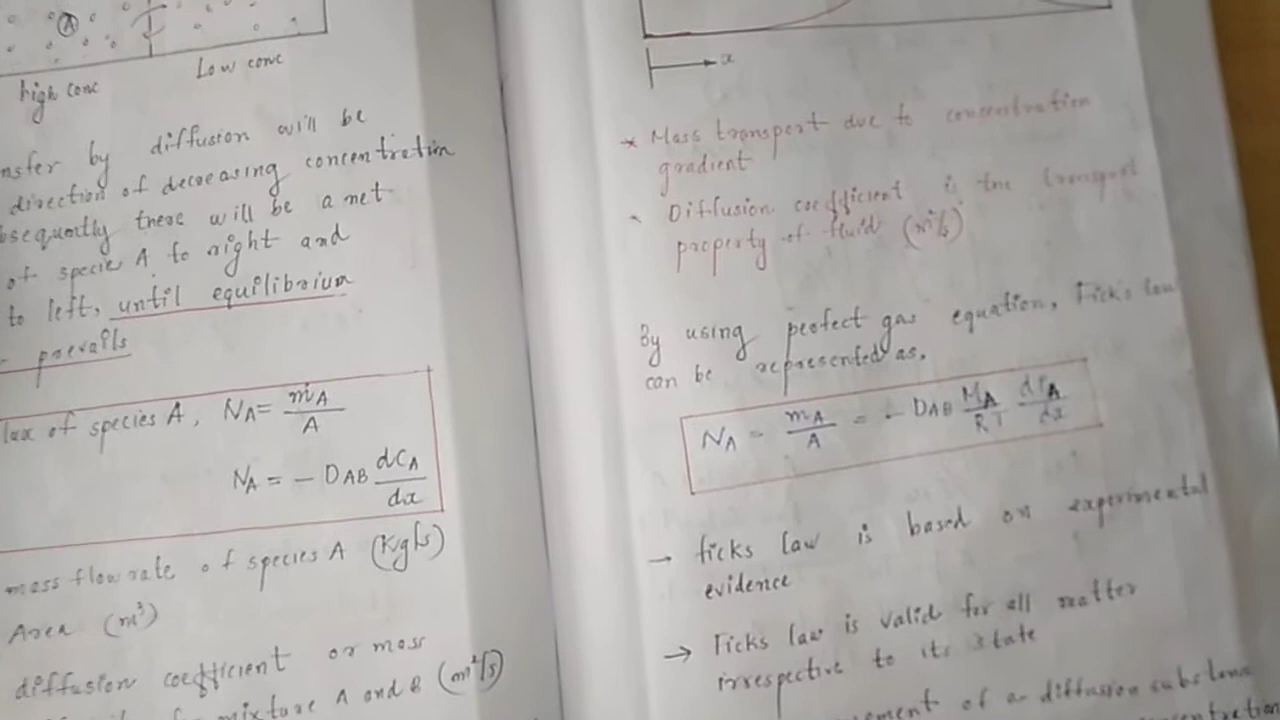 A
high conc
Low conc
nsfer by diffusion will be
direction of decreasing concentration
bsequently there will be a net
of species A to right and
to left, until equilibrium
prevails
lux of species A, NA = ṁA/A
NA = - DAB dCA/dx
mass flow rate of species A (Kg/s)
Area (m³)
diffusion coefficient or mass
mixture A and B (m²/s)
x
* Mass transport due to concentration
gradient
Diffusion coefficient is the transport
property of fluid (m²/s)
By using perfect gas equation, Fick's law
can be represented as,
NA = mA/A = - DAB MA/RT dPA/dx
→ ficks law is based on experimental
evidence
→ Ficks law is valid for all matter
irrespective to its state
ement of a diffusion substance